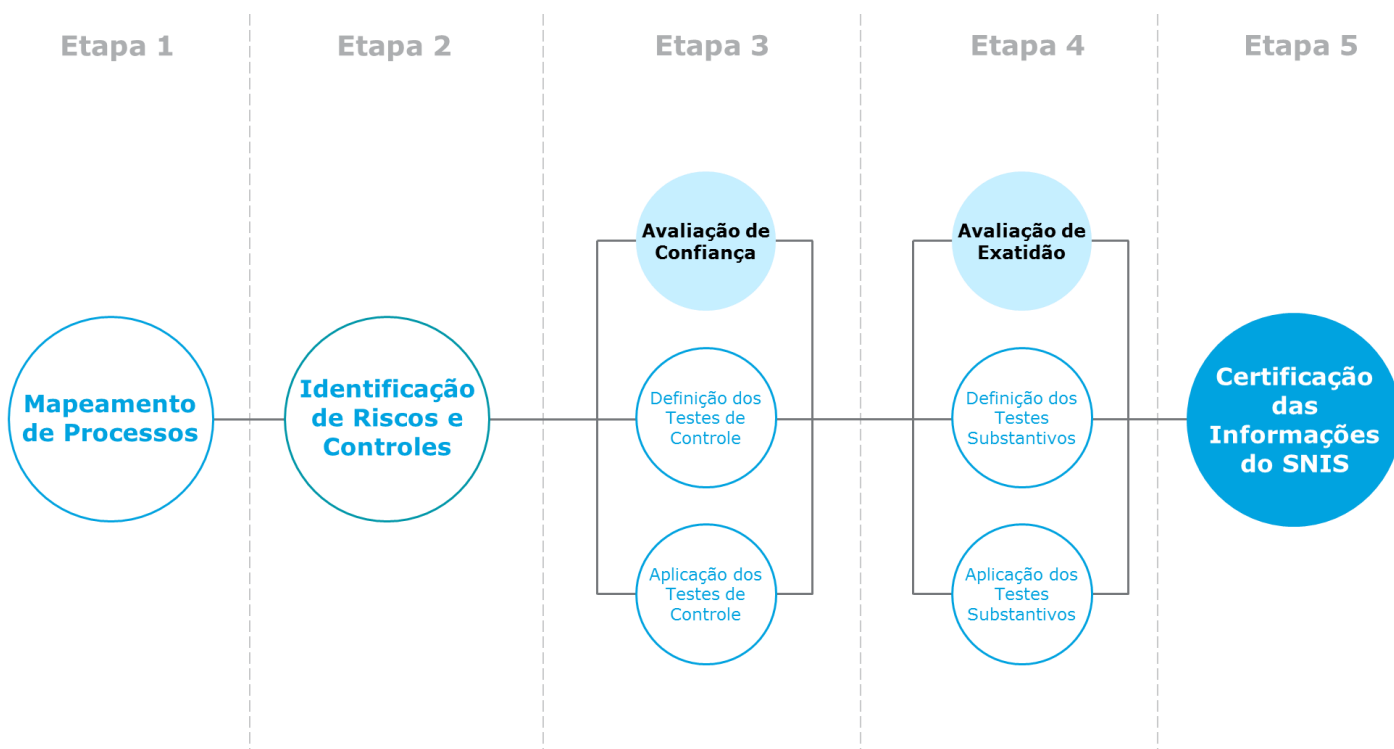 Etapa 1
Etapa 2
Etapa 3
Etapa 4
Etapa 5
Mapeamento
de Processos
Identificação
de Riscos e
Controles
Avaliação de
Confiança
Definição dos
Testes de
Controle
Aplicação dos
Testes de
Controle
Avaliação de
Exatidão
Definição dos
Testes
Substantivos
Aplicação dos
Testes
Substantivos
Certificação
das
Informações
do SNIS